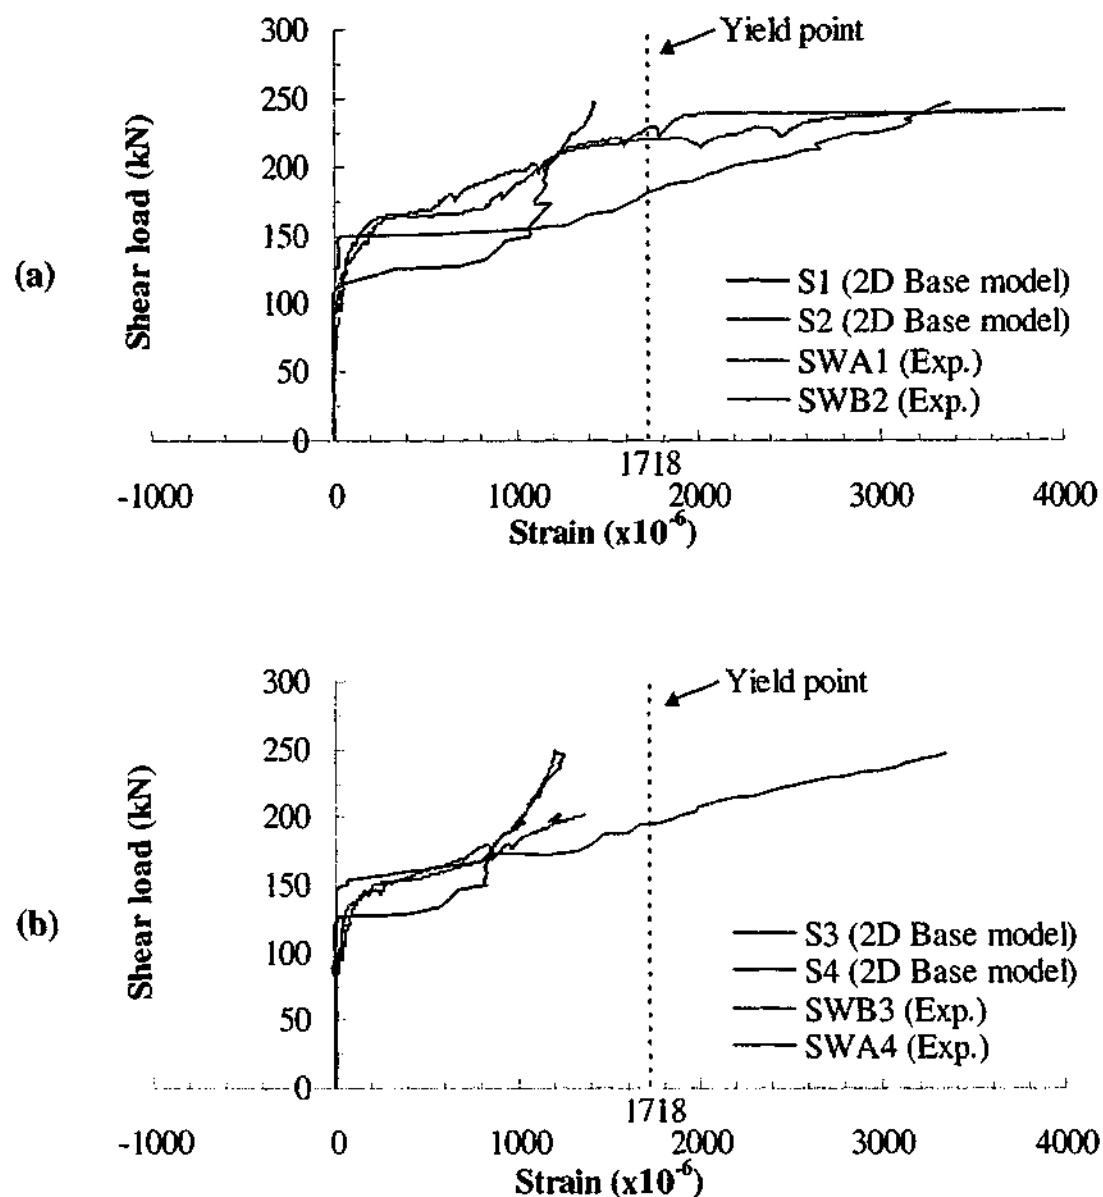 300
Yield point
250
200
150
100
50
0
Shear load (kN)
(a)
S1 (2D Base model)
S2 (2D Base model)
SWA1 (Exp.)
SWB2 (Exp.)
1718
-1000 0 1000 2000 3000 4000
Strain (x10⁻⁶)
300
Yield point
250
200
150
100
50
0
Shear load (kN)
(b)
S3 (2D Base model)
S4 (2D Base model)
SWB3 (Exp.)
SWA4 (Exp.)
1718
-1000 0 1000 2000 3000 4000
Strain (x10⁻⁶)